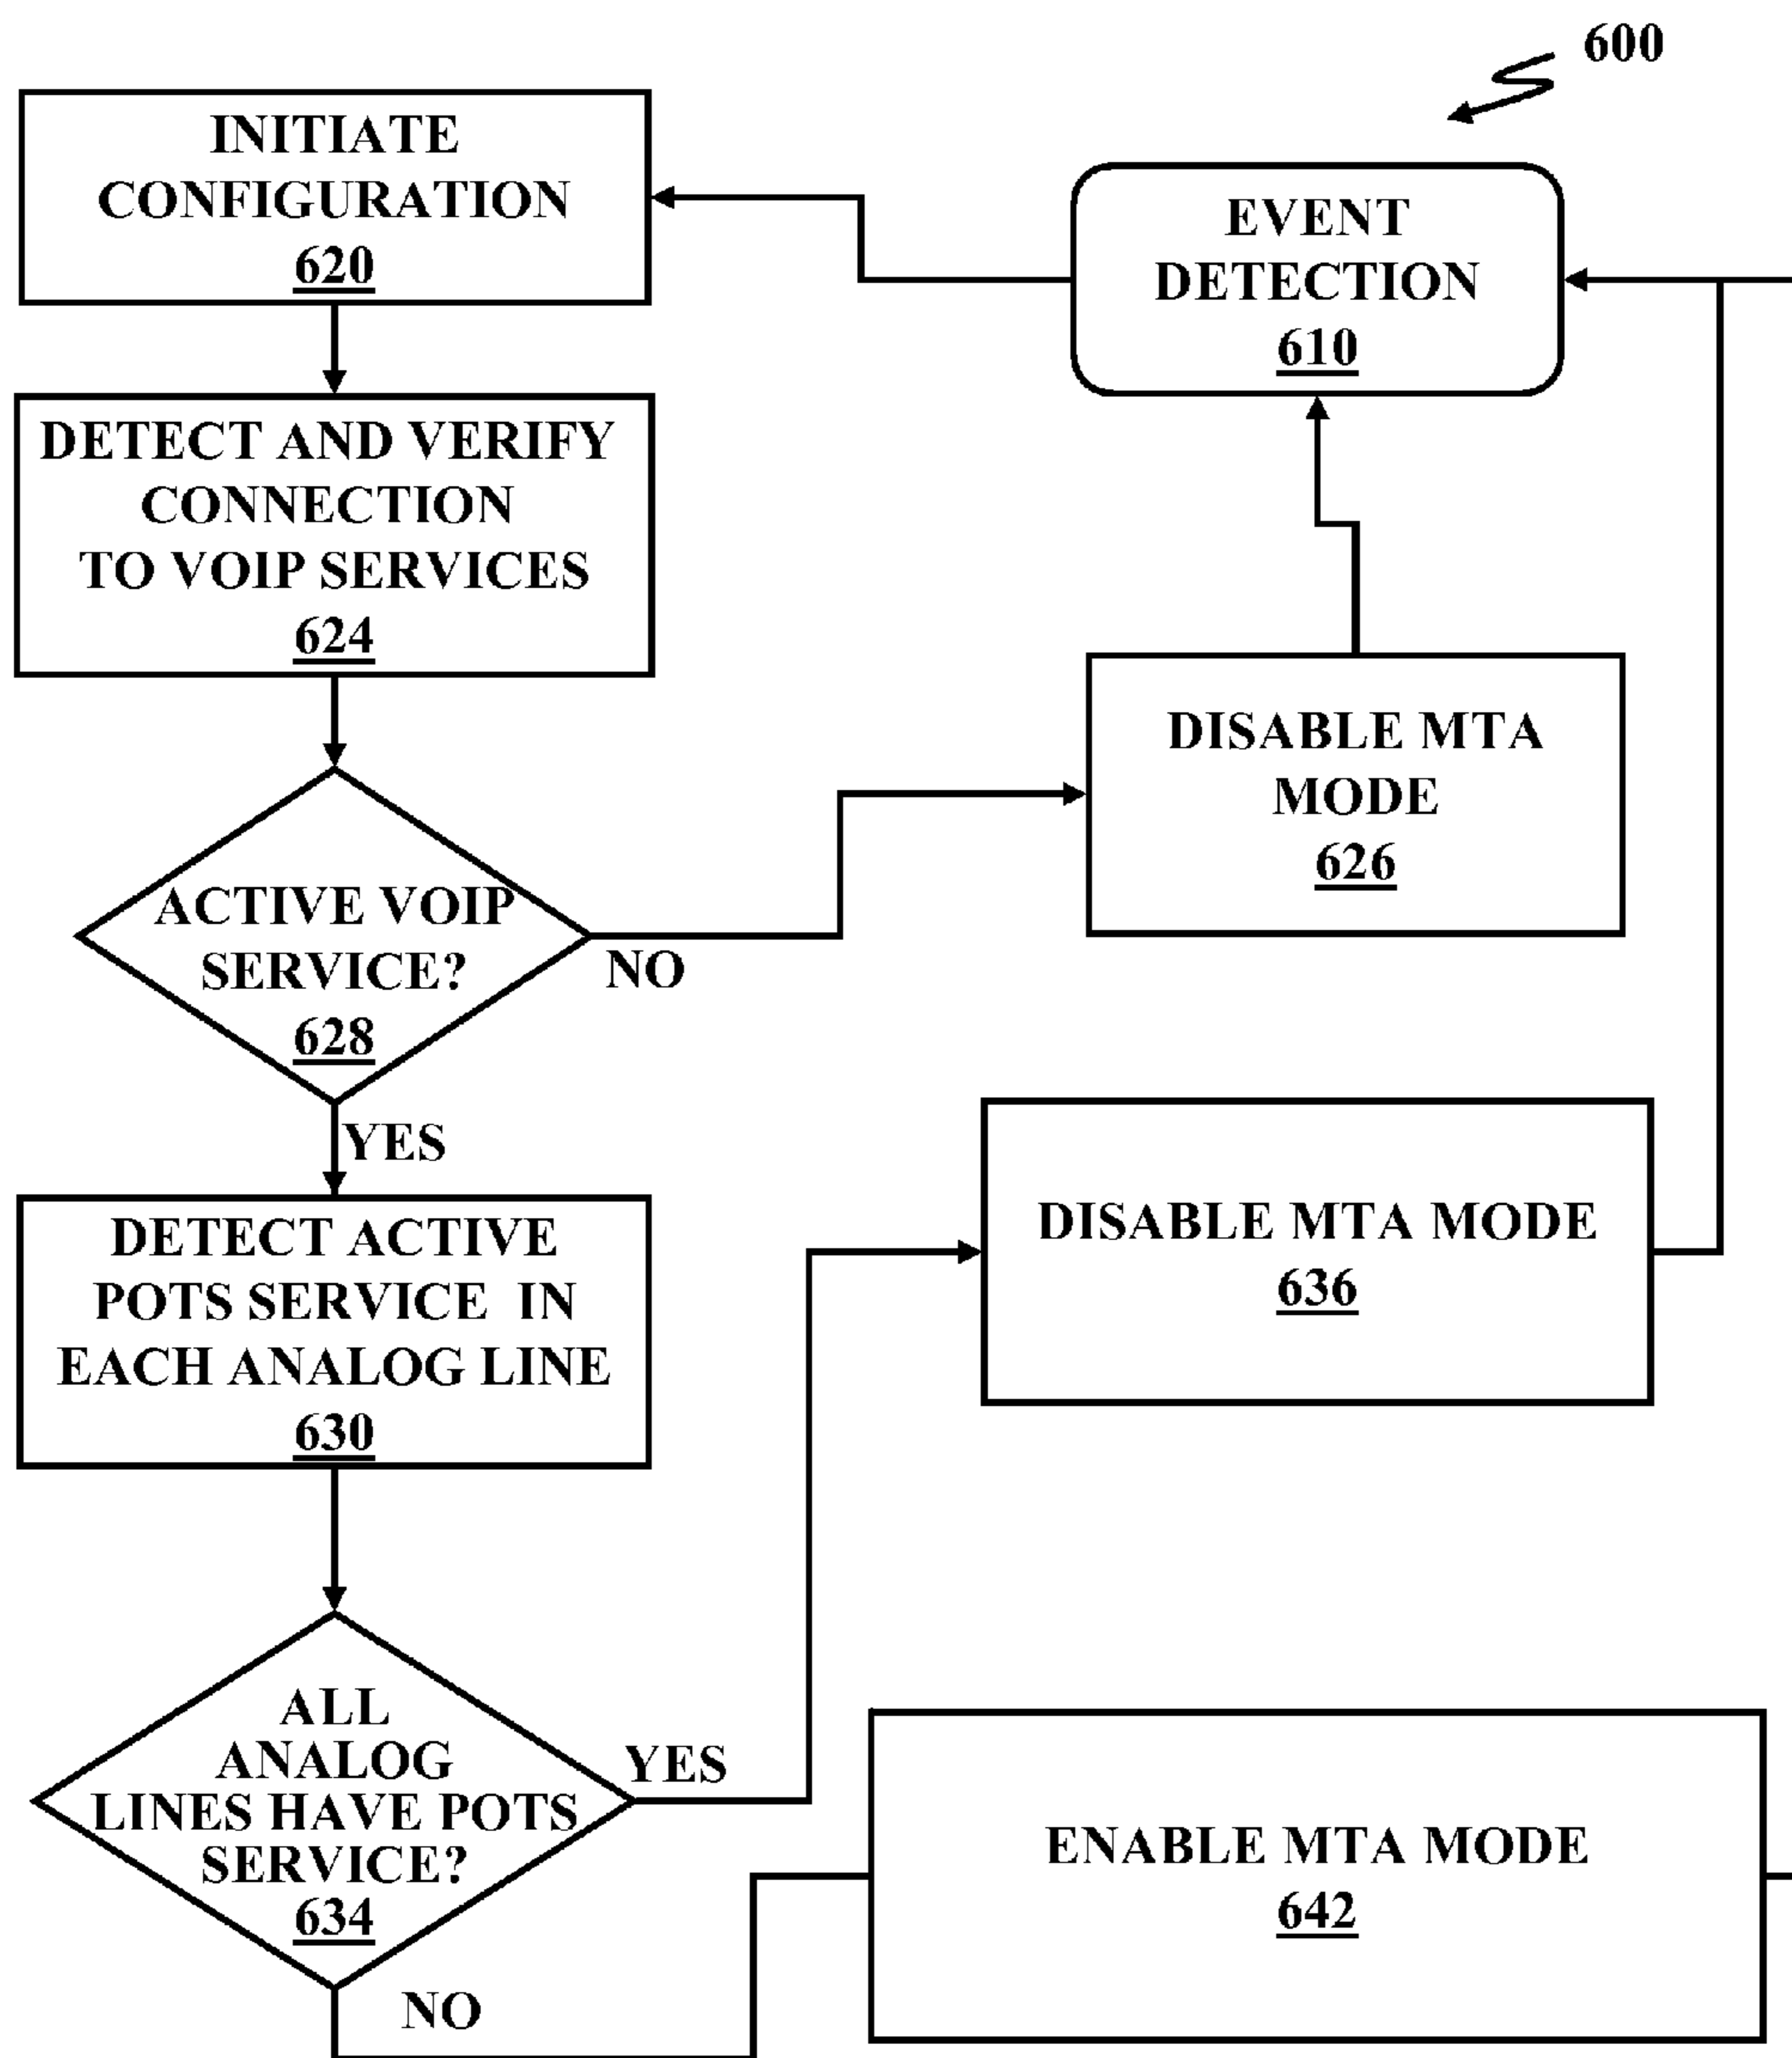 600
INITIATE
CONFIGURATION
620
EVENT
DETECTION
610
DETECT AND VERIFY
CONNECTION
TO VOIP SERVICES
624
DISABLE MTA
MODE
626
ACTIVE VOIP
SERVICE?
628
NO
YES
DETECT ACTIVE
POTS SERVICE IN
EACH ANALOG LINE
630
DISABLE MTA MODE
636
ALL
ANALOG
LINES HAVE POTS
SERVICE?
634
YES
NO
ENABLE MTA MODE
642